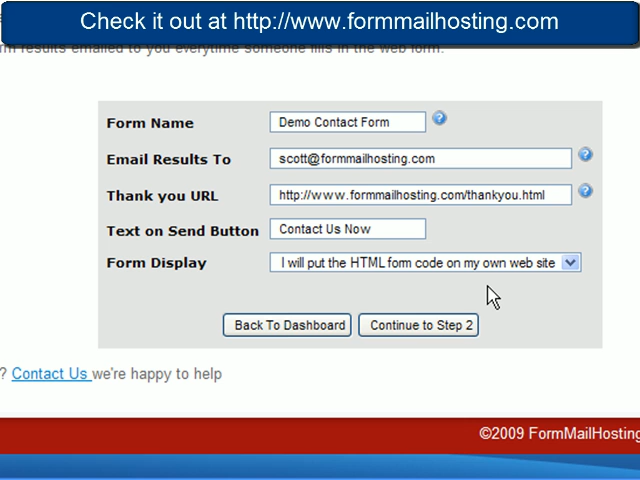 Check it out at http://www.formmailhosting.com
rm results emailed to you everytime someone fills in the web form.
Form Name Demo Contact Form ?
Email Results To scott@formmailhosting.com ?
Thank you URL http://www.formmailhosting.com/thankyou.html ?
Text on Send Button Contact Us Now
Form Display I will put the HTML form code on my own web site
Back To Dashboard Continue to Step 2
? Contact Us we're happy to help
©2009 FormMailHosting